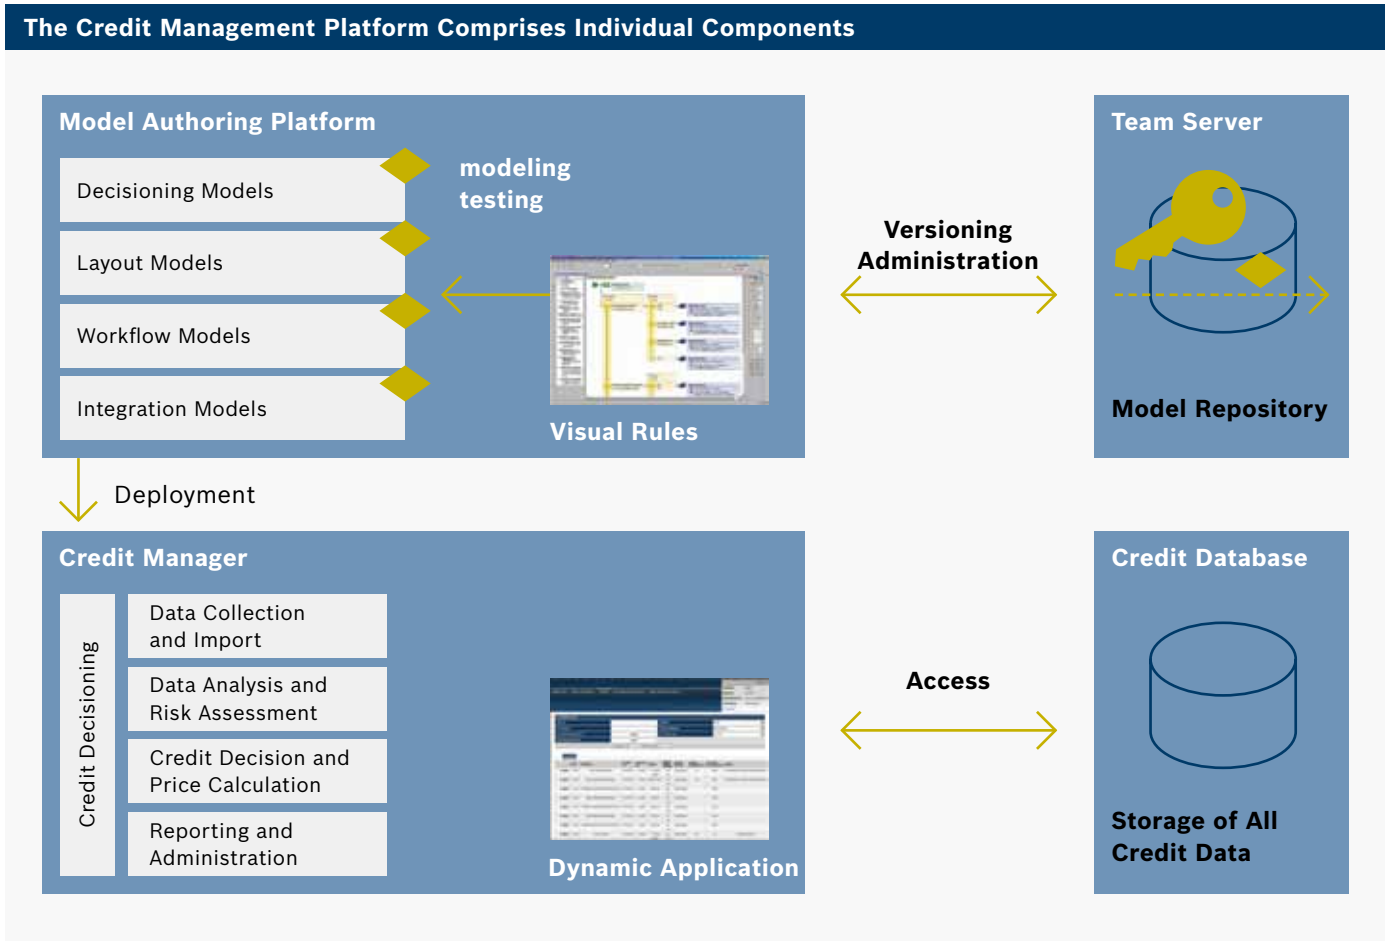 The Credit Management Platform Comprises Individual Components
Model Authoring Platform
Decisioning Models
Layout Models
Workflow Models
Integration Models
modeling
testing
Visual Rules
Versioning
Administration
Team Server
Model Repository
Deployment
Credit Manager
Credit Decisioning
Data Collection
and Import
Data Analysis and
Risk Assessment
Credit Decision and
Price Calculation
Reporting and
Administration
Dynamic Application
Access
Credit Database
Storage of All
Credit Data